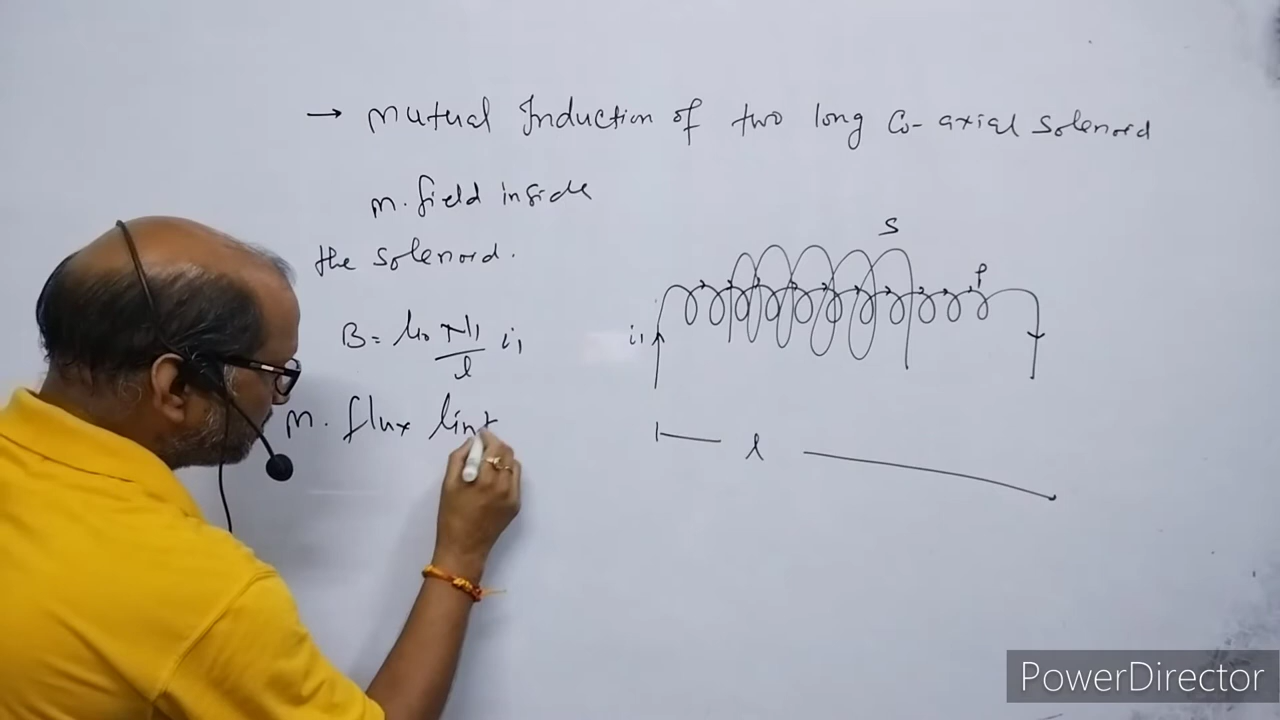 → Mutual Induction of two long Co-axial Solenoid
M. field inside
the solenoid.
B = μ₀ N₁/l i₁
M. flux link
S
P
i₁
l
PowerDirector